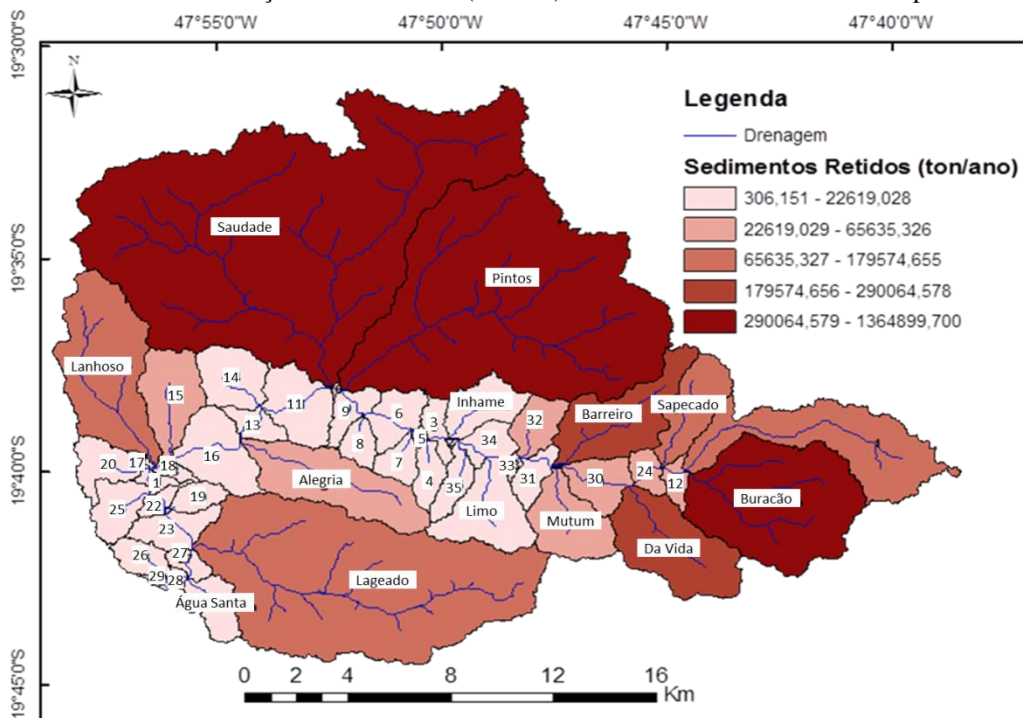 47°55'0"W 47°50'0"W 47°45'0"W 47°40'0"W
19°30'0"S
N
Legenda
Drenagem
Sedimentos Retidos (ton/ano)
306,151 - 22619,028
22619,029 - 65635,326
65635,327 - 179574,655
179574,656 - 290064,578
290064,579 - 1364899,700
Saudade
19°35'0"S
Pintos
Lanhoso
14
15
11
9
6
Inhame
3
32
Barreiro
Sapecado
13
5
34
8
16
20
17
18
7
33
24
19°40'0"S
1
Alegria
4
35
31
30
12
Buracão
25
22
19
Limo
Mutum
23
Da Vida
26
27
29
28
Lageado
Água Santa
19°45'0"S
0 2 4 8 12 16
Km